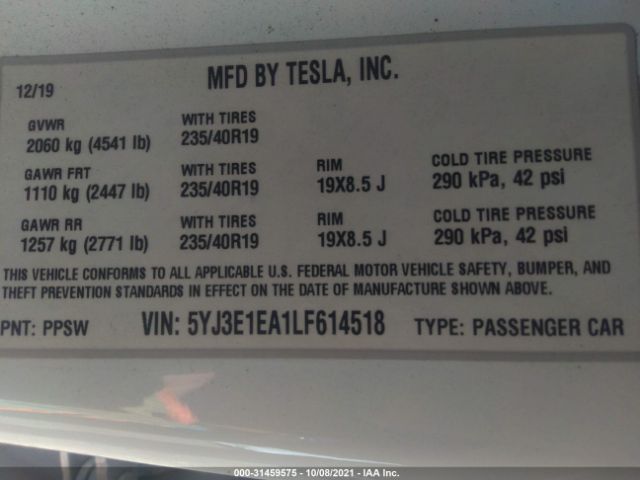 12/19
MFD BY TESLA, INC.
GVWR
2060 kg (4541 lb)
WITH TIRES
235/40R19
GAWR FRT
1110 kg (2447 lb)
WITH TIRES
235/40R19
RIM
19X8.5 J
COLD TIRE PRESSURE
290 kPa, 42 psi
GAWR RR
1257 kg (2771 lb)
WITH TIRES
235/40R19
RIM
19X8.5 J
COLD TIRE PRESSURE
290 kPa, 42 psi
THIS VEHICLE CONFORMS TO ALL APPLICABLE U.S. FEDERAL MOTOR VEHICLE SAFETY, BUMPER, AND
THEFT PREVENTION STANDARDS IN EFFECT ON THE DATE OF MANUFACTURE SHOWN ABOVE.
PNT: PPSW VIN: 5YJ3E1EA1LF614518 TYPE: PASSENGER CAR
000-31459575 - 10/08/2021 - IAA Inc.